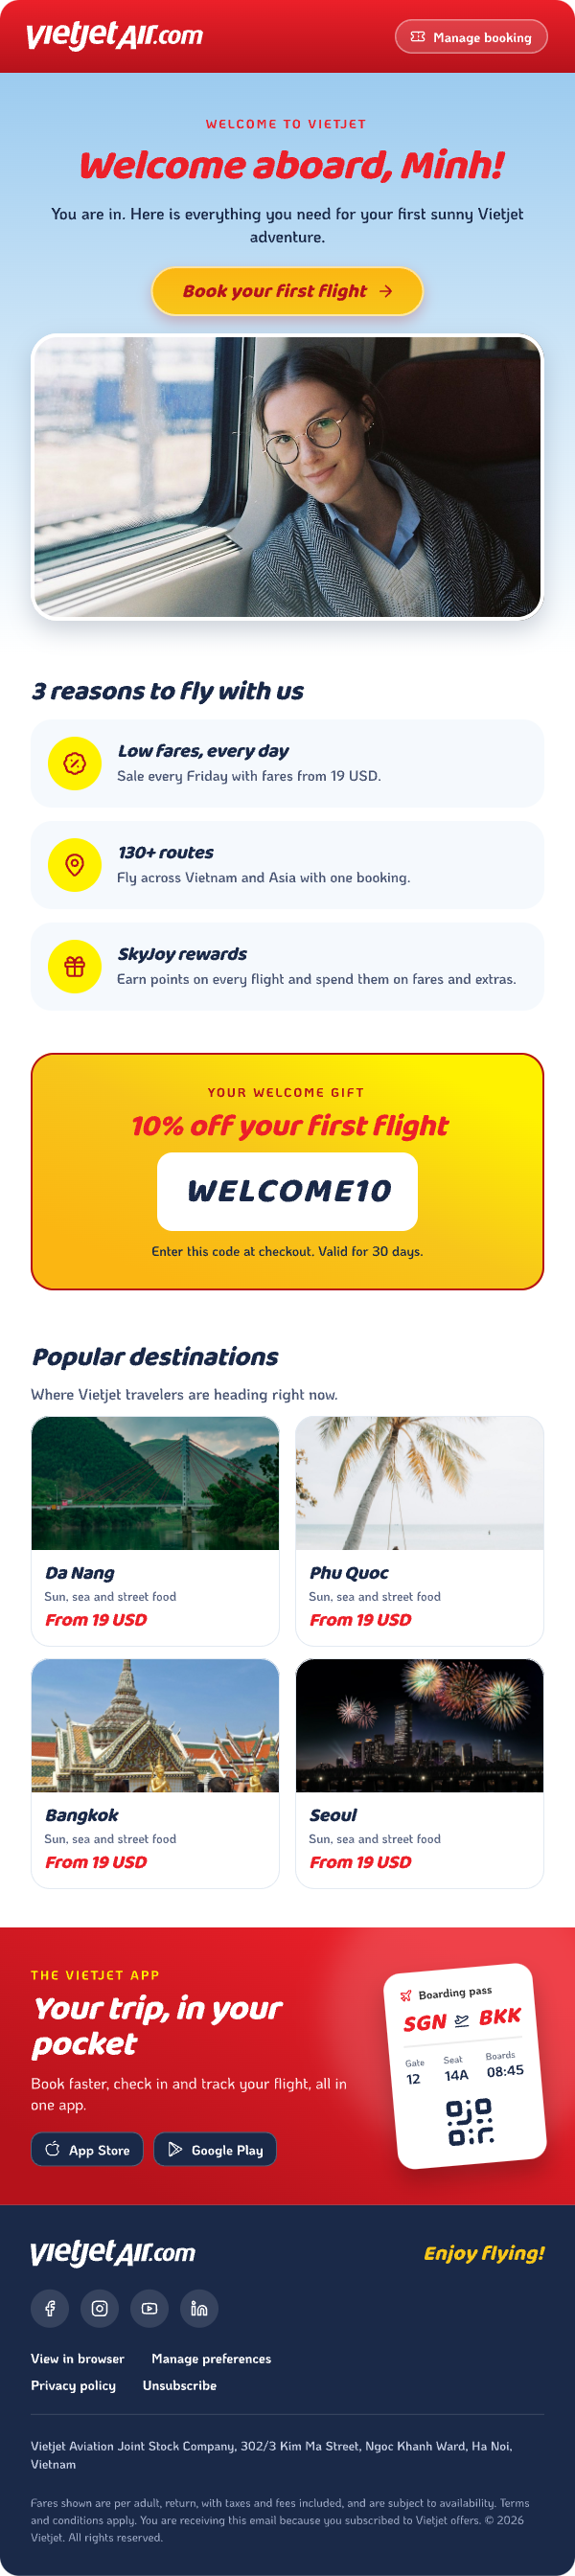 vietjetAir.com
Manage booking
WELCOME TO VIETJET
Welcome aboard, Minh!
You are in. Here is everything you need for your first sunny Vietjet
adventure.
Book your first flight
3 reasons to fly with us
Low fares, every day
Sale every Friday with fares from 19 USD.
130+ routes
Fly across Vietnam and Asia with one booking.
SkyJoy rewards
Earn points on every flight and spend them on fares and extras.
YOUR WELCOME GIFT
10% off your first flight
WELCOME10
Enter this code at checkout. Valid for 30 days.
Popular destinations
Where Vietjet travelers are heading right now.
Da Nang
Sun, sea and street food
From 19 USD
Phu Quoc
Sun, sea and street food
From 19 USD
Bangkok
Sun, sea and street food
From 19 USD
Seoul
Sun, sea and street food
From 19 USD
THE VIETJET APP
Your trip, in your
pocket
Book faster, check in and track your flight, all in
one app.
App Store
Google Play
Boarding pass
SGN BKK
Gate Seat Boards
12 14A 08:45
vietjetAir.com
Enjoy flying!
View in browser Manage preferences
Privacy policy Unsubscribe
Vietjet Aviation Joint Stock Company, 302/3 Kim Ma Street, Ngoc Khanh Ward, Ha Noi,
Vietnam
Fares shown are per adult, return, with taxes and fees included, and are subject to availability. Terms
and conditions apply. You are receiving this email because you subscribed to Vietjet offers. © 2026
Vietjet. All rights reserved.